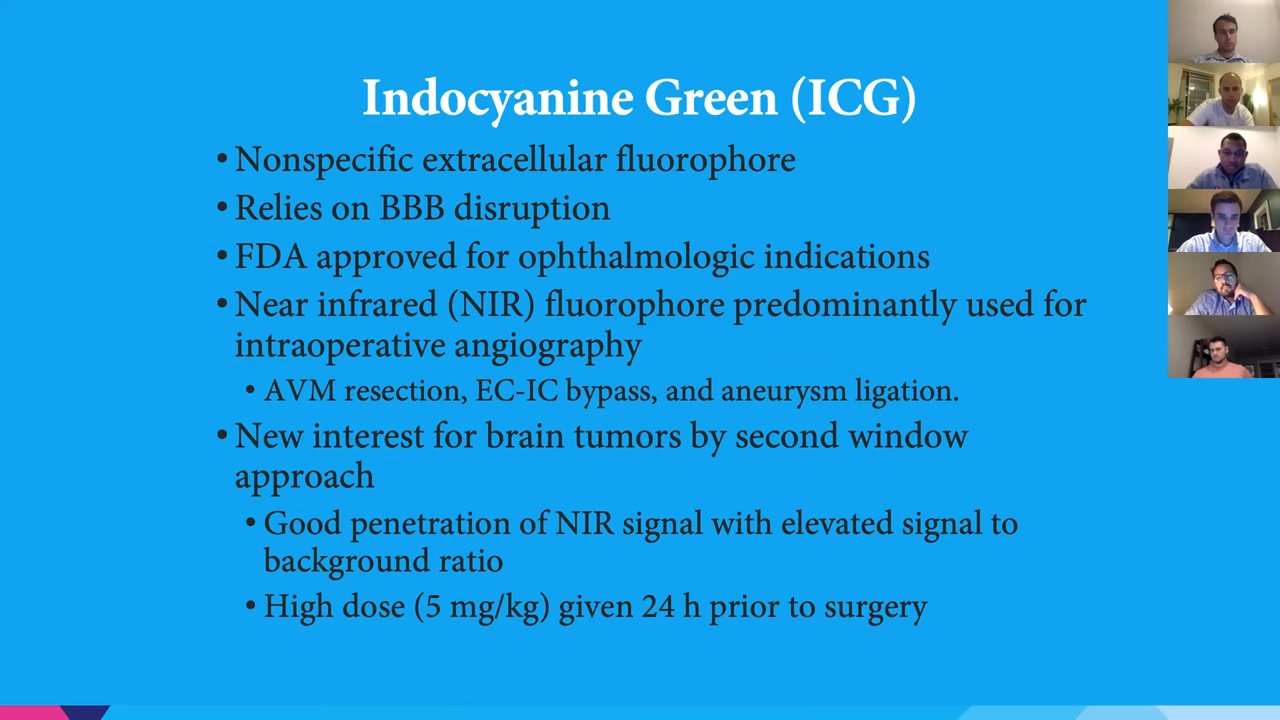 Indocyanine Green (ICG)
• Nonspecific extracellular fluorophore
• Relies on BBB disruption
• FDA approved for ophthalmologic indications
• Near infrared (NIR) fluorophore predominantly used for
intraoperative angiography
• AVM resection, EC-IC bypass, and aneurysm ligation.
• New interest for brain tumors by second window
approach
• Good penetration of NIR signal with elevated signal to
background ratio
• High dose (5 mg/kg) given 24 h prior to surgery